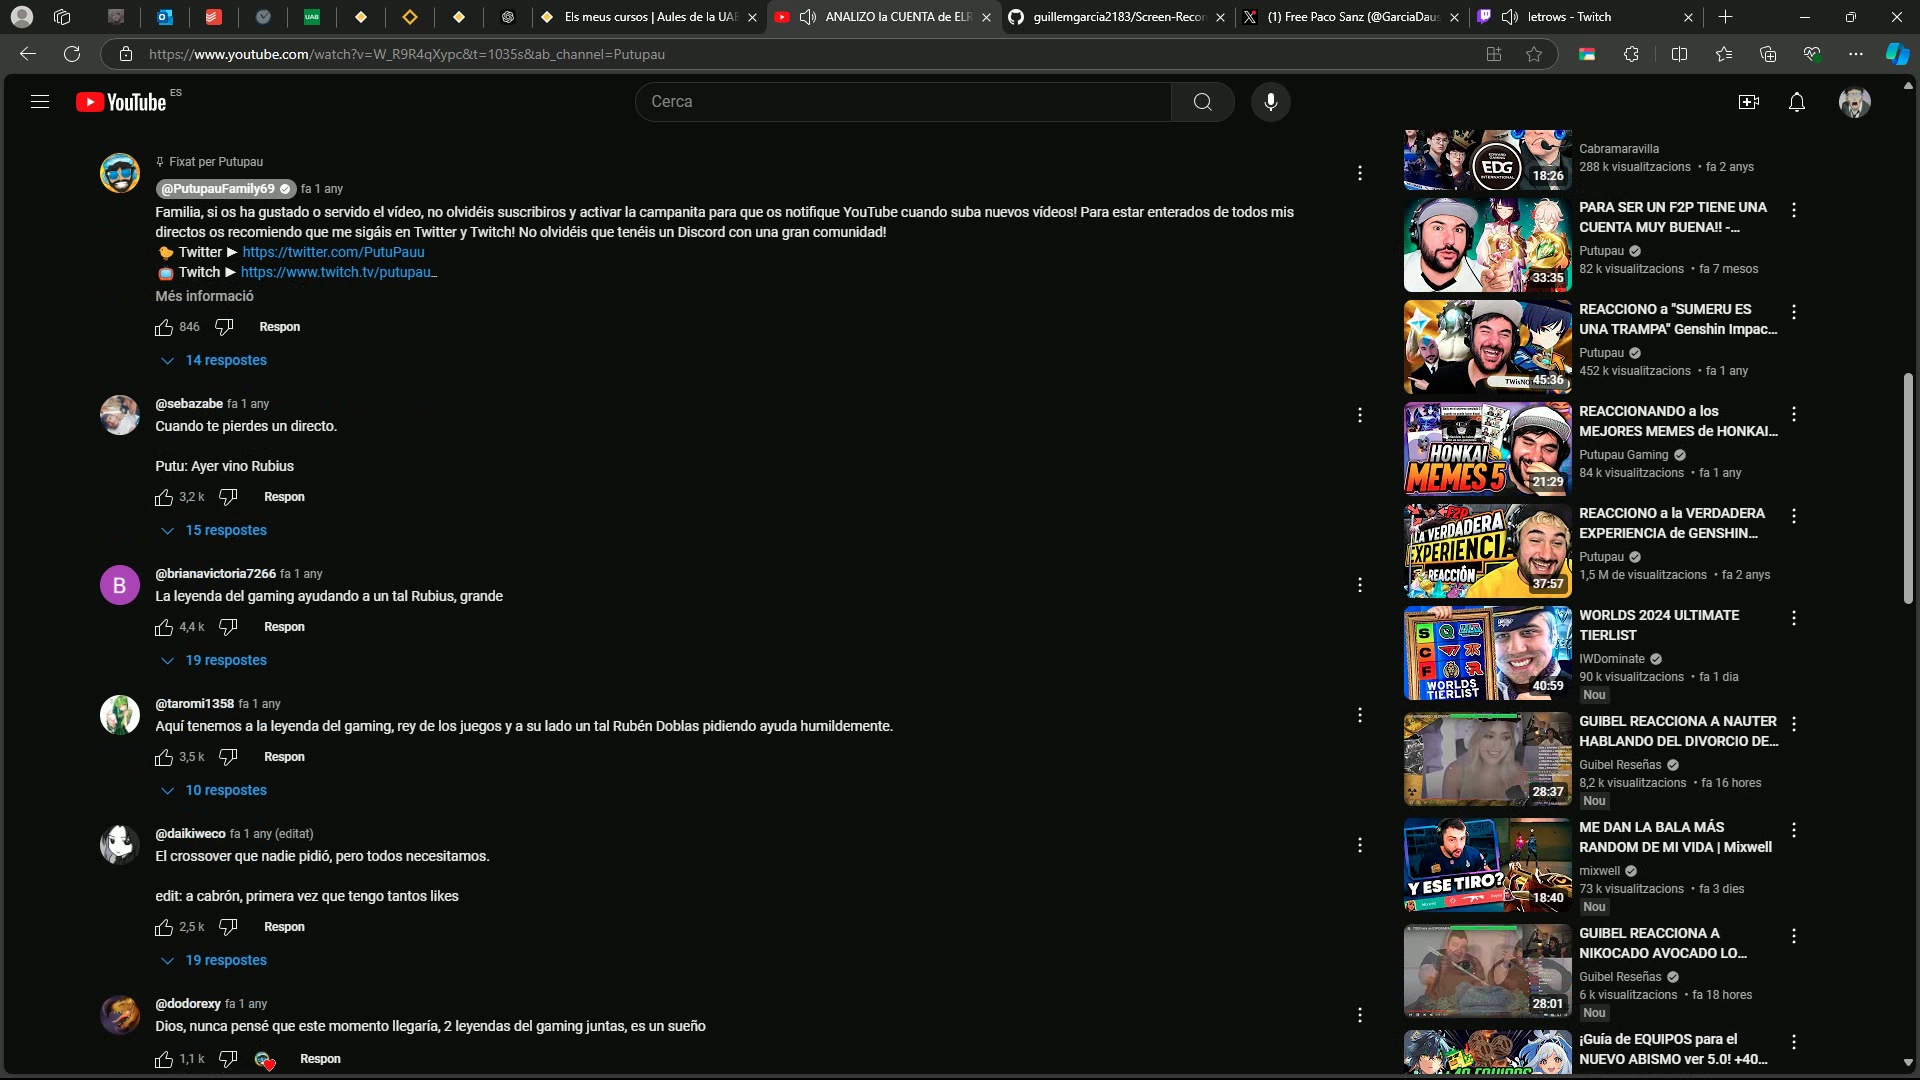 Els meus cursos | Aules de la UAB
ANALIZO la CUENTA de ELR
guillemgarcia2183/Screen-Recor
(1) Free Paco Sanz (@GarciaDaus
letrows - Twitch
https://www.youtube.com/watch?v=W_R9R4qXypc&t=1035s&ab_channel=Putupau
YouTube ES
Cerca
Fixat per Putupau
@PutupauFamily69 fa 1 any
Familia, si os ha gustado o servido el vídeo, no olvidéis suscribiros y activar la campanita para que os notifique YouTube cuando suba nuevos vídeos! Para estar enterados de todos mis
directos os recomiendo que me sigáis en Twitter y Twitch! No olvidéis que tenéis un Discord con una gran comunidad!
Twitter ► https://twitter.com/PutuPauu
Twitch ► https://www.twitch.tv/putupau_
Més informació
846 Respon
14 respostes
@sebazabe fa 1 any
Cuando te pierdes un directo.
Putu: Ayer vino Rubius
3,2 k Respon
15 respostes
B
@brianavictoria7266 fa 1 any
La leyenda del gaming ayudando a un tal Rubius, grande
4,4 k Respon
19 respostes
@taromi1358 fa 1 any
Aquí tenemos a la leyenda del gaming, rey de los juegos y a su lado un tal Rubén Doblas pidiendo ayuda humildemente.
3,5 k Respon
10 respostes
@daikiweco fa 1 any (editat)
El crossover que nadie pidió, pero todos necesitamos.
edit: a cabrón, primera vez que tengo tantos likes
2,5 k Respon
19 respostes
@dodorexy fa 1 any
Dios, nunca pensé que este momento llegaría, 2 leyendas del gaming juntas, es un sueño
1,1 k Respon
EDG
INTERNATIONAL
18:26
Cabramaravilla
288 k visualitzacions • fa 2 anys
33:35
PARA SER UN F2P TIENE UNA
CUENTA MUY BUENA!! -...
Putupau
82 k visualitzacions • fa 7 mesos
45:36
REACCIONO a "SUMERU ES
UNA TRAMPA" Genshin Impac...
Putupau
452 k visualitzacions • fa 1 any
HONKAI
MEMES 5
21:29
REACCIONANDO a los
MEJORES MEMES de HONKAI...
Putupau Gaming
84 k visualitzacions • fa 1 any
F2P
LA VERDADERA
EXPERIENCIA
REACCIÓN
37:57
REACCIONO a la VERDADERA
EXPERIENCIA de GENSHIN...
Putupau
1,5 M de visualitzacions • fa 2 anys
S
C
F
WORLDS
TIERLIST
40:59
WORLDS 2024 ULTIMATE
TIERLIST
IWDominate
90 k visualitzacions • fa 1 dia
Nou
28:37
GUIBEL REACCIONA A NAUTER
HABLANDO DEL DIVORCIO DE...
Guibel Reseñas
8,2 k visualitzacions • fa 16 hores
Nou
Y ESE TIRO?
18:40
ME DAN LA BALA MÁS
RANDOM DE MI VIDA | Mixwell
mixwell
73 k visualitzacions • fa 3 dies
Nou
28:01
GUIBEL REACCIONA A
NIKOCADO AVOCADO LO...
Guibel Reseñas
6 k visualitzacions • fa 18 hores
Nou
¡Guía de EQUIPOS para el
NUEVO ABISMO ver 5.0! +40...